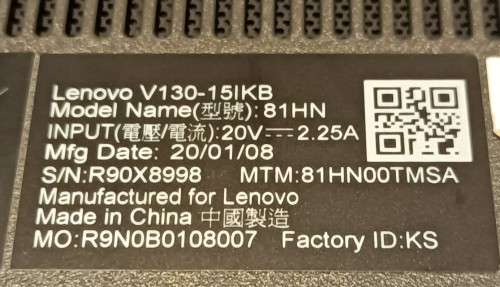 Lenovo V130-15IKB
Model Name(型號):81HN
INPUT(電壓/電流):20V⎓2.25A
Mfg Date: 20/01/08
S/N:R90X8998 MTM:81HN00TMSA
Manufactured for Lenovo
Made in China 中國製造
MO:R9N0B0108007 Factory ID:KS